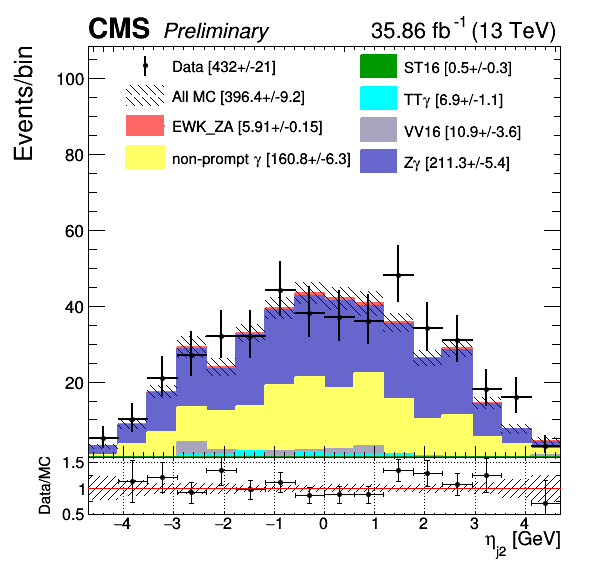 CMS Preliminary 35.86 fb⁻¹ (13 TeV)
Events/bin
100
80
60
40
20
Data [432+/-21]
All MC [396.4+/-9.2]
EWK_ZA [5.91+/-0.15]
non-prompt γ [160.8+/-6.3]
ST16 [0.5+/-0.3]
TTγ [6.9+/-1.1]
VV16 [10.9+/-3.6]
Zγ [211.3+/-5.4]
Data/MC
1.5
1
0.5
−4 −3 −2 −1 0 1 2 3 4
η_j2 [GeV]